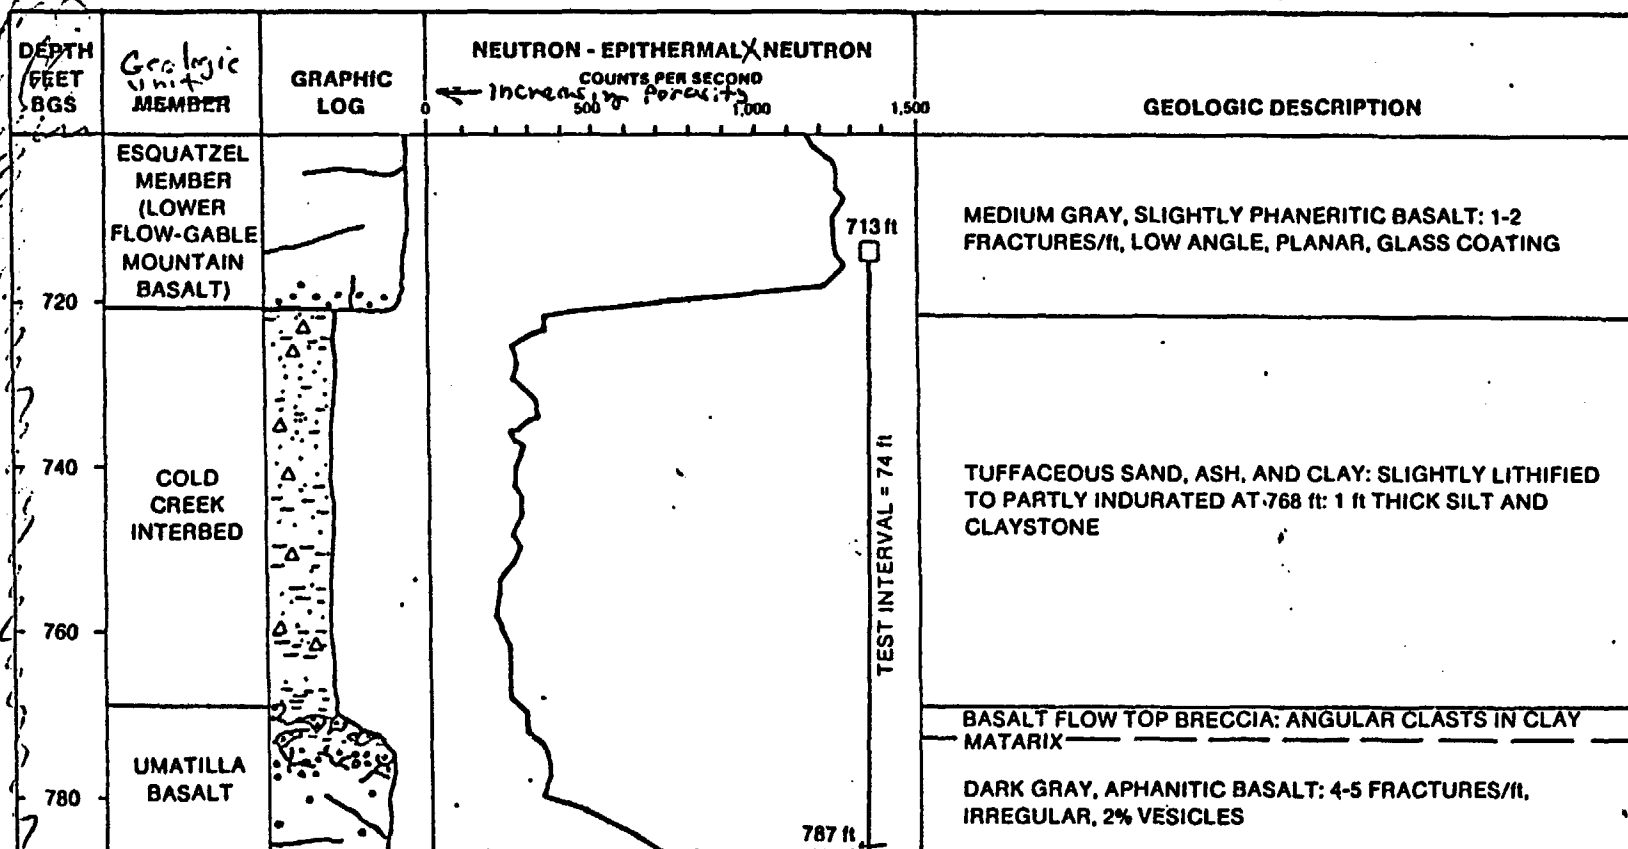 DEPTH
FEET
BGS
Geologic
Unit
MEMBER
GRAPHIC
LOG
NEUTRON - EPITHERMAL X NEUTRON
COUNTS PER SECOND
← Increasing Porosity
0 500 1,000 1,500
GEOLOGIC DESCRIPTION
ESQUATZEL
MEMBER
(LOWER
FLOW-GABLE
MOUNTAIN
BASALT)
713 ft
MEDIUM GRAY, SLIGHTLY PHANERITIC BASALT: 1-2
FRACTURES/ft, LOW ANGLE, PLANAR, GLASS COATING
720
740
COLD
CREEK
INTERBED
TEST INTERVAL = 74 ft
TUFFACEOUS SAND, ASH, AND CLAY: SLIGHTLY LITHIFIED
TO PARTLY INDURATED AT 768 ft: 1 ft THICK SILT AND
CLAYSTONE
760
BASALT FLOW TOP BRECCIA: ANGULAR CLASTS IN CLAY
MATARIX
UMATILLA
BASALT
780
787 ft
DARK GRAY, APHANITIC BASALT: 4-5 FRACTURES/ft,
IRREGULAR, 2% VESICLES